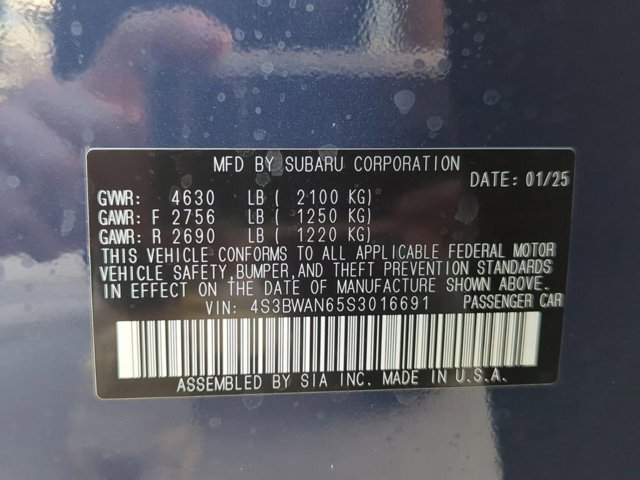 MFD BY SUBARU CORPORATION
DATE: 01/25
GVWR: 4630 LB ( 2100 KG)
GAWR: F 2756 LB ( 1250 KG)
GAWR: R 2690 LB ( 1220 KG)
THIS VEHICLE CONFORMS TO ALL APPLICABLE FEDERAL MOTOR
VEHICLE SAFETY, BUMPER, AND THEFT PREVENTION STANDARDS
IN EFFECT ON THE DATE OF MANUFACTURE SHOWN ABOVE.
VIN: 4S3BWAN65S3016691 PASSENGER CAR
ASSEMBLED BY SIA INC. MADE IN U.S.A.